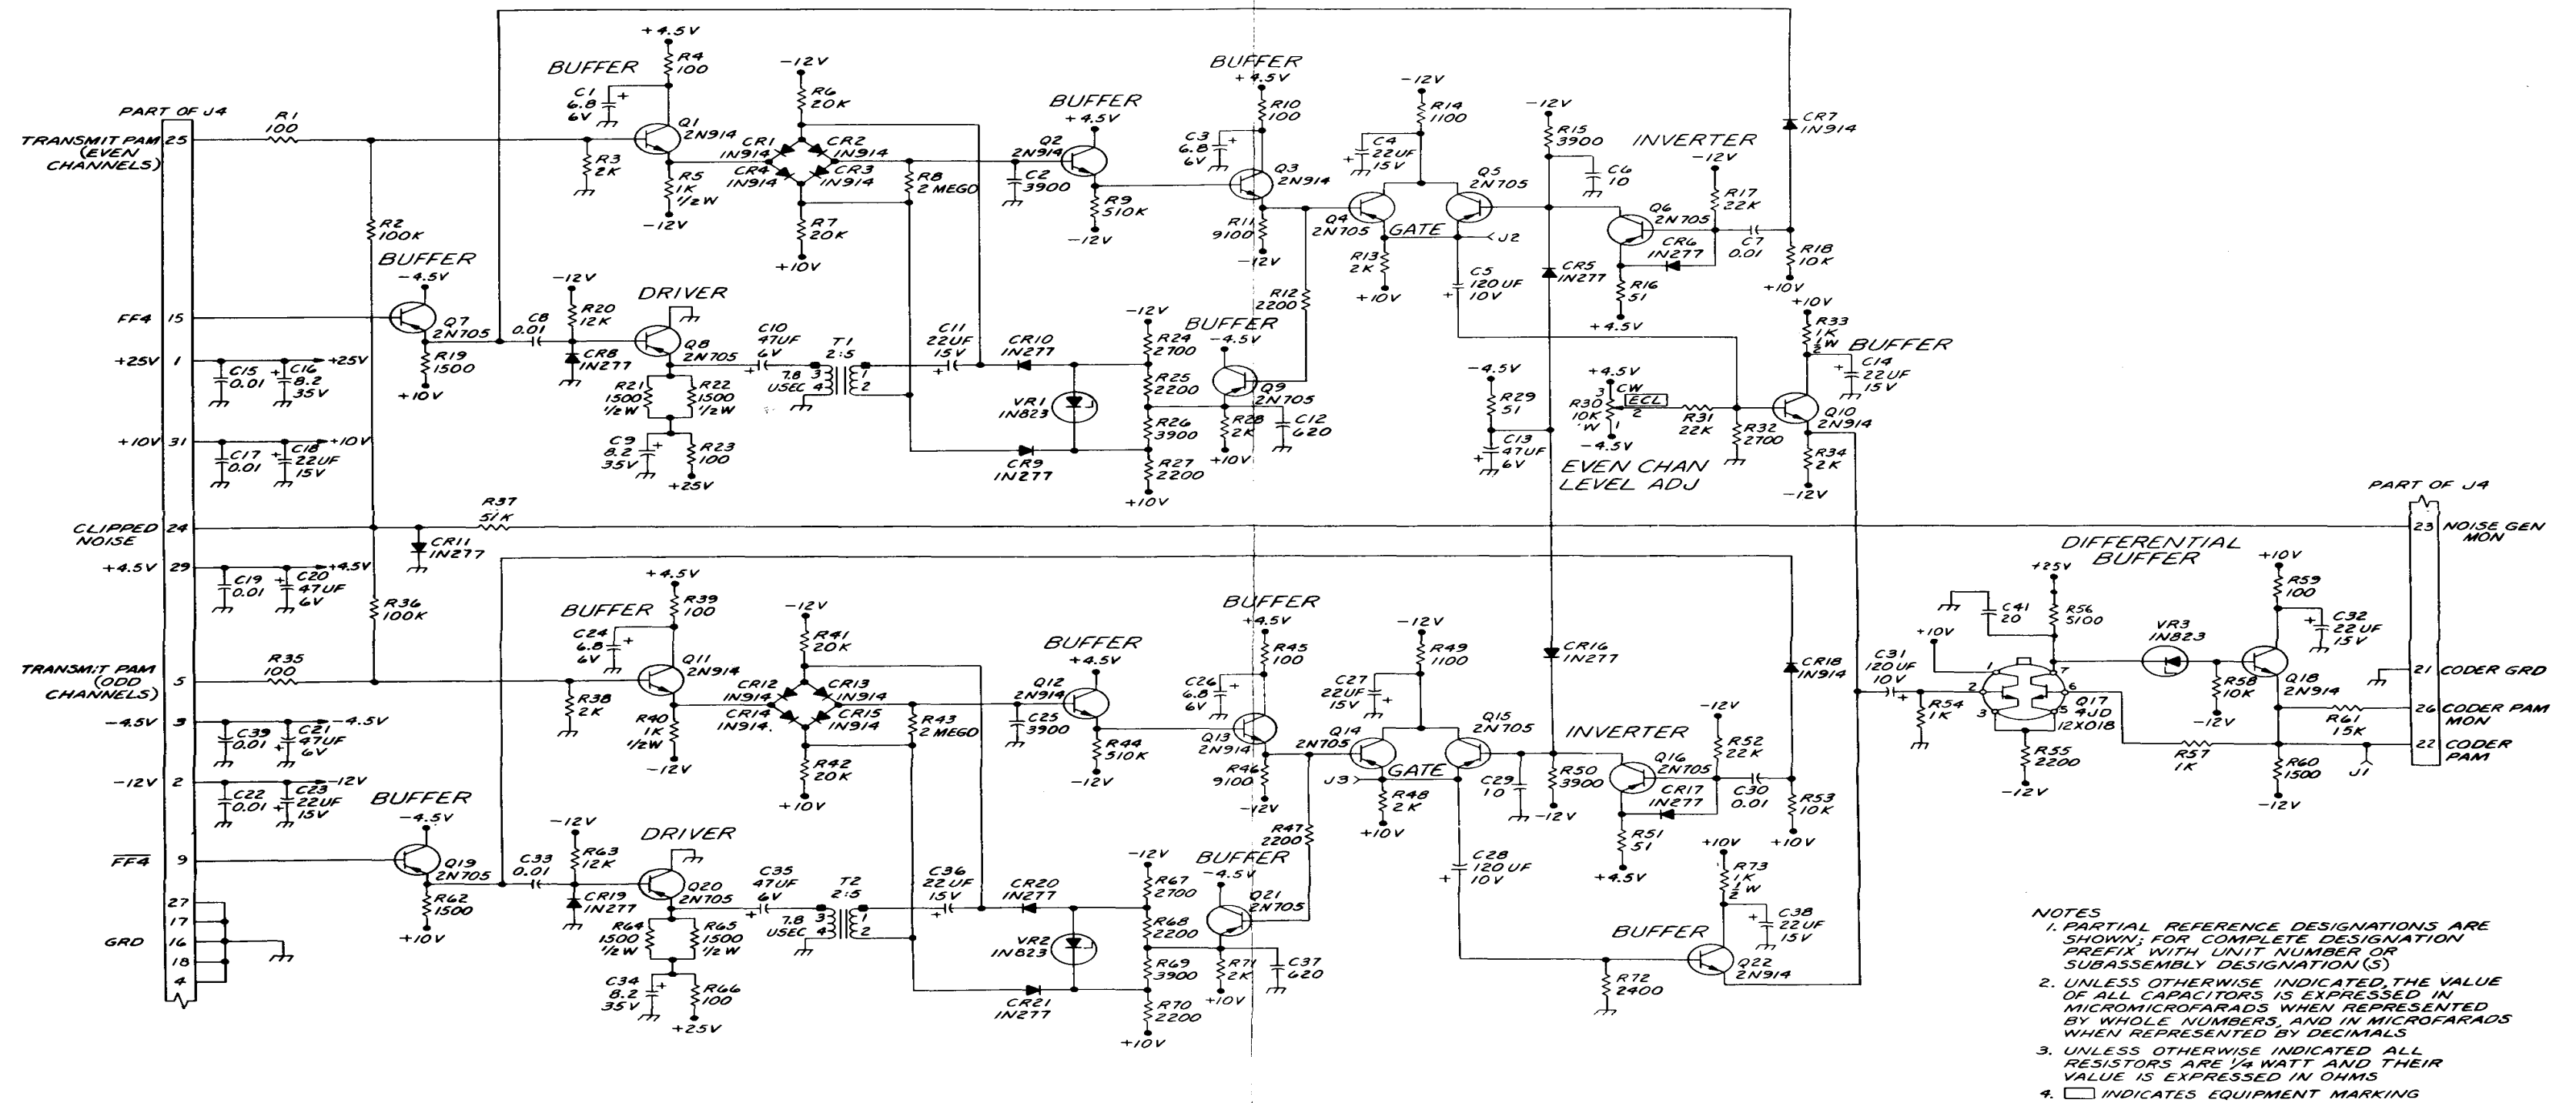 PART OF J4
TRANSMIT PAM 25
(EVEN
CHANNELS)
FF4 15
+25V 1
+10V 31
CLIPPED 24
NOISE
+4.5V 29
TRANSMIT PAM 5
(ODD
CHANNELS)
-4.5V 3
-12V 2
FF4 9
27
17
GRD 16
18
4
R1
100
R2
100K
BUFFER
+4.5V
R4
100
C1
6.8 +
6V
Q1
2N914
R3
2K
R5
1K
1/2W
-12V
-12V
R6
20K
CR1
1N914
CR2
1N914
CR4
1N914
CR3
1N914
R7
20K
+10V
R8
2 MEGO
BUFFER
+4.5V
Q2
2N914
C2
3900
R9
510K
-12V
BUFFER
+4.5V
R10
100
C3
6.8 +
6V
Q3
2N914
R11
9100
-12V
R12
2200
-12V
R14
1100
C4
22UF
+ 15V
Q4
2N705
GATE
Q5
2N705
J2
R13
2K
+10V
C5
120UF
+ 10V
-12V
R15
3900
C6
10
INVERTER
-12V
R17
22K
Q6
2N705
CR6
1N277
C7
0.01
CR5
1N277
R16
51
+4.5V
CR7
1N914
R18
10K
+10V
BUFFER
-4.5V
Q7
2N705
R19
1500
+10V
C8
0.01
-12V
R20
12K
CR8
1N277
DRIVER
Q8
2N705
R21
1500
1/2W
R22
1500
1/2W
C9
8.2 +
35V
R23
100
+25V
C10
47UF
6V
+
T1
2:5
7.8 3
USEC 4
1
2
C11
22UF
15V
+
CR10
1N277
VR1
1N823
CR9
1N277
-12V
R24
2700
R25
2200
R26
3900
R27
2200
+10V
BUFFER
-4.5V
Q9
2N705
R28
2K
+10V
C12
620
-4.5V
R29
51
C13
47UF
+ 6V
+4.5V
3 CW
R30
10K
W
ECL
2
1
-4.5V
R31
22K
EVEN CHAN
LEVEL ADJ
R32
2700
+10V
R33
1K
1/2W
BUFFER
C14
+ 22UF
15V
Q10
2N914
R34
2K
-12V
C15
0.01
+ C16
8.2
35V
+25V
C17
0.01
+ C18
22UF
15V
+10V
R37
51K
CR11
1N277
C19
0.01
+ C20
47UF
6V
+4.5V
R36
100K
R35
100
C39
0.01
C21
47UF
+ 6V
-4.5V
C22
0.01
C23
22UF
+ 15V
-12V
BUFFER
+4.5V
R39
100
C24
6.8 +
6V
Q11
2N914
R38
2K
R40
1K
1/2W
-12V
-12V
R41
20K
CR12
1N914
CR13
1N914
CR14
1N914
CR15
1N914
R42
20K
+10V
R43
2 MEGO
BUFFER
+4.5V
Q12
2N914
C25
3900
R44
510K
-12V
BUFFER
+4.5V
R45
100
C26
6.8 +
6V
Q13
2N914
R46
9100
-12V
R47
2200
-12V
R49
1100
C27
22UF +
15V
Q14
2N705
GATE
Q15
2N705
J3
R48
2K
+10V
C28
120UF
+ 10V
C29
10
R50
3900
-12V
CR16
1N277
INVERTER
-12V
R52
22K
Q16
2N705
CR17
1N277
C30
0.01
R51
51
+4.5V
CR18
1N914
R53
10K
+10V
BUFFER
-4.5V
Q19
2N705
R62
1500
+10V
C33
0.01
-12V
R63
12K
CR19
1N277
DRIVER
Q20
2N705
R64
1500
1/2W
R65
1500
1/2W
C34
8.2 +
35V
R66
100
+25V
C35
47UF
6V
+
T2
2:5
7.8 3
USEC 4
1
2
C36
22UF
15V
+
CR20
1N277
VR2
1N823
CR21
1N277
-12V
R67
2700
R68
2200
R69
3900
R70
2200
+10V
BUFFER
-4.5V
Q21
2N705
R71
2K
+10V
C37
620
+10V
R73
1K
1/2W
C38
+ 22UF
15V
BUFFER
Q22
2N914
R72
2400
C31
120UF
10V
+
R54
1K
DIFFERENTIAL
BUFFER
+25V
C41
20
R56
5100
+10V
1
7
2
6
3
5
Q17
4JD
12X018
R55
2200
-12V
R57
1K
VR3
1N823
R58
10K
-12V
+10V
R59
100
C32
+ 22UF
15V
Q18
2N914
R61
15K
R60
1500
-12V
J1
PART OF J4
23 NOISE GEN
MON
21 CODER GRD
26 CODER PAM
MON
22 CODER
PAM
NOTES
1. PARTIAL REFERENCE DESIGNATIONS ARE
SHOWN; FOR COMPLETE DESIGNATION
PREFIX WITH UNIT NUMBER OR
SUBASSEMBLY DESIGNATION(S)
2. UNLESS OTHERWISE INDICATED, THE VALUE
OF ALL CAPACITORS IS EXPRESSED IN
MICROMICROFARADS WHEN REPRESENTED
BY WHOLE NUMBERS, AND IN MICROFARADS
WHEN REPRESENTED BY DECIMALS
3. UNLESS OTHERWISE INDICATED ALL
RESISTORS ARE 1/4 WATT AND THEIR
VALUE IS EXPRESSED IN OHMS
4. INDICATES EQUIPMENT MARKING